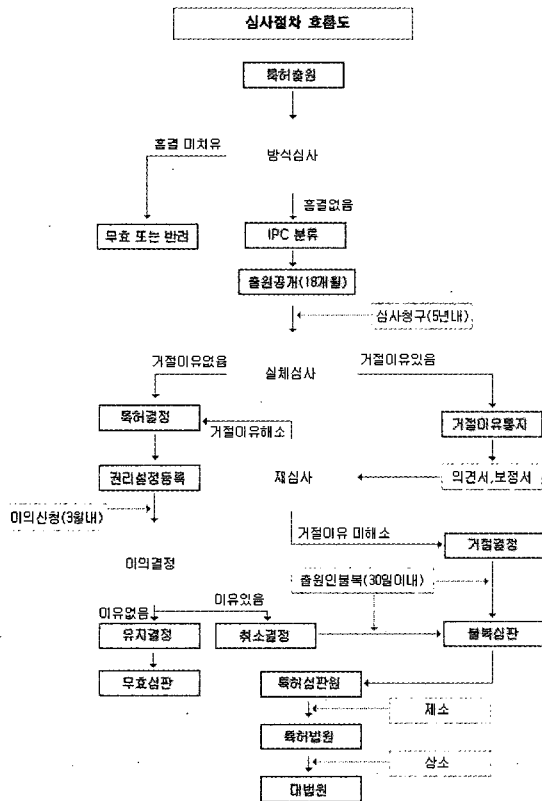 심사절차 흐름도
특허출원
흠결 미치유
방식심사
흠결없음
무효 또는 반려
IPC 분류
출원공개(18개월)
심사청구(5년내)
거절이유없음
실체심사
거절이유있음
특허결정
거절이유해소
거절이유통지
권리설정등록
재심사
의견서,보정서
이의신청(3월내)
거절이유 미해소
거절결정
이의결정
출원인불복(30일이내)
이유없음
이유있음
유지결정
취소결정
불복심판
무효심판
특허심판원
제소
특허법원
상소
대법원